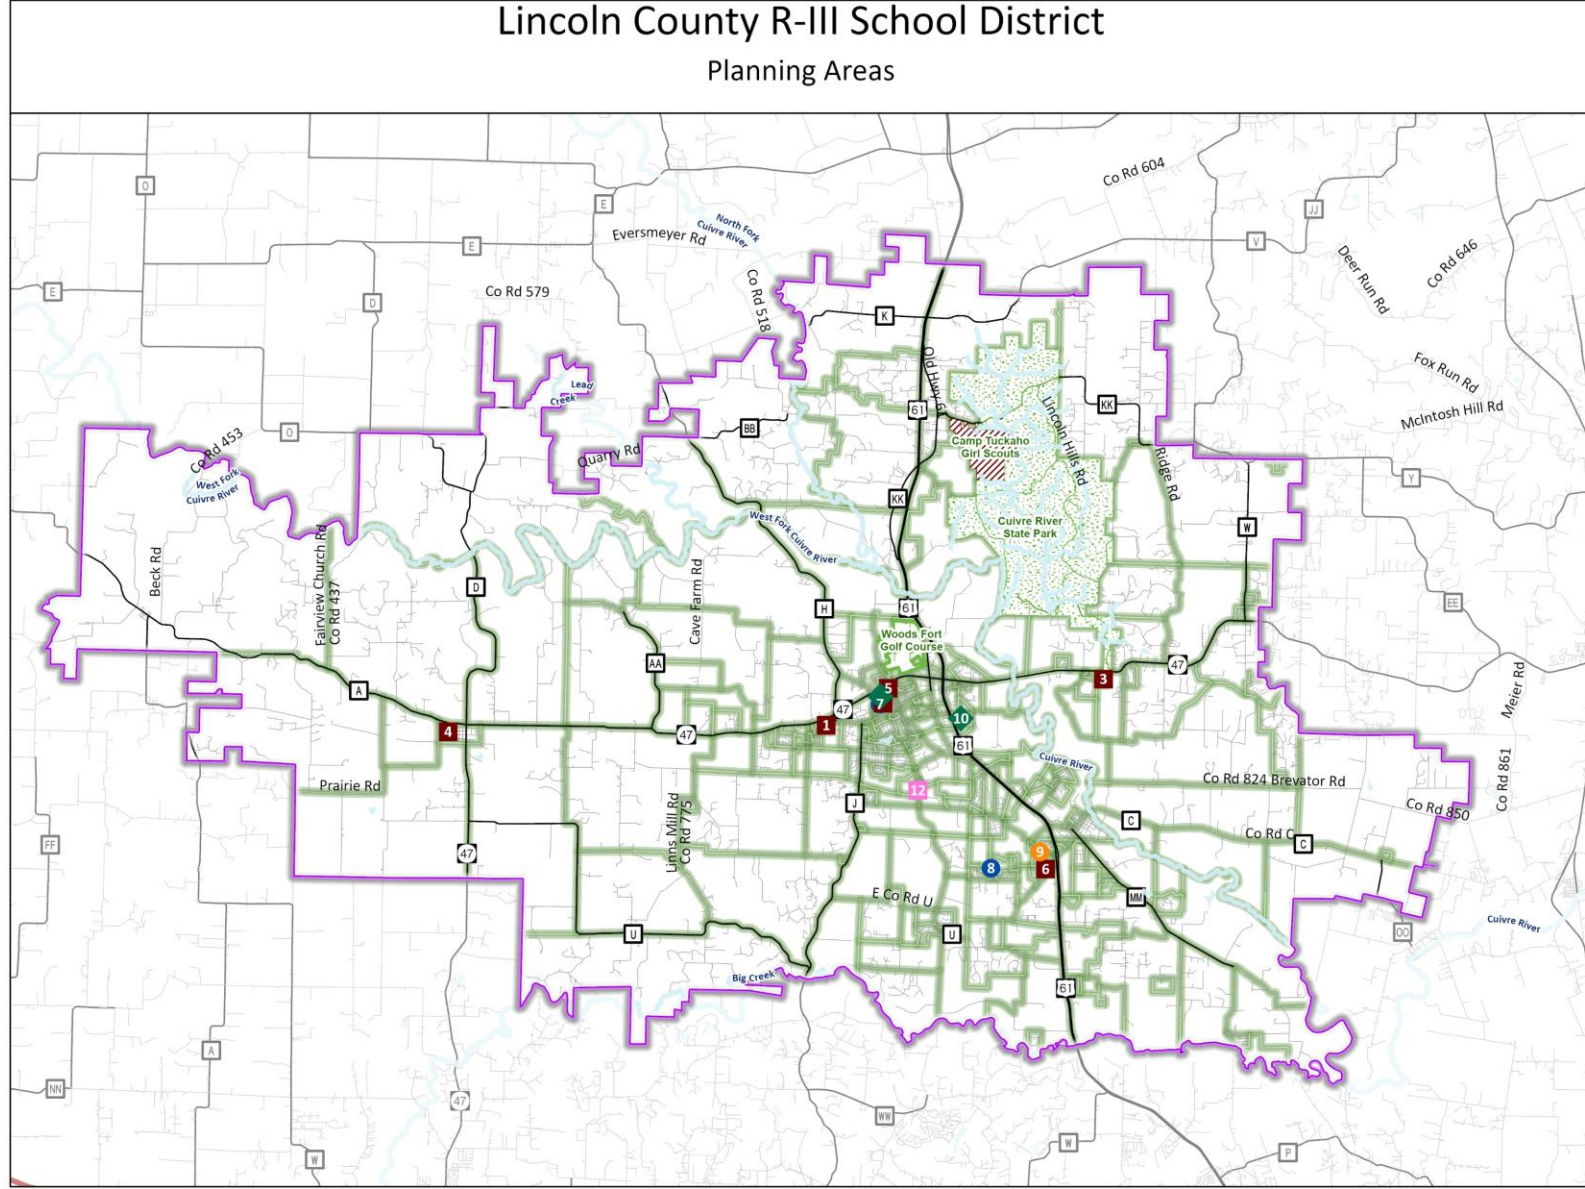 Lincoln County R-III School District
Planning Areas
Co Rd 604
O
E
JJ
North Fork
Cuivre River
Eversmeyer Rd
E
V
Deer Run Rd
Co Rd 646
E
Co Rd 579
D
Co Rd 518
K
Old Hwy 61
Fox Run Rd
Lead
Creek
61
KK
McIntosh Hill Rd
O
BB
Lincoln Hills Rd
Camp Tuckaho
Girl Scouts
Co Rd 453
Quarry Rd
Ridge Rd
West Fork
Cuivre River
KK
Y
West Fork Cuivre River
Cuivre River
State Park
W
Beck Rd
Fairview Church Rd
Co Rd 437
D
Cave Farm Rd
H
61
EE
Woods Fort
Golf Course
AA
47
3
A
5
7
47
Meier Rd
4
47
1
10
61
Cuivre River
Prairie Rd
12
Co Rd 824 Brevator Rd
Co Rd 861
J
Co Rd 850
C
Linns Mill Rd
Co Rd 775
Co Rd C
C
FF
47
9
8
6
E Co Rd U
MM
U
U
OO
Cuivre River
Big Creek
61
A
NN
47
WW
W
W
P